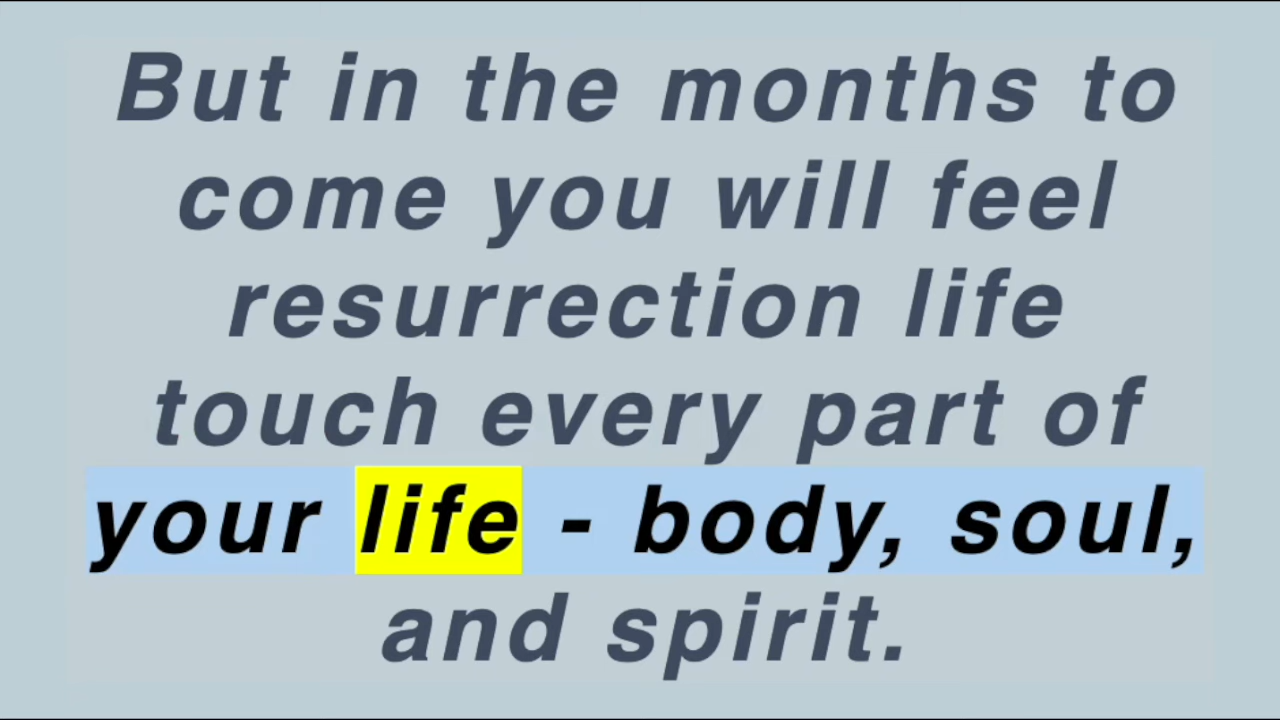 But in the months to
come you will feel
resurrection life
touch every part of
your life - body, soul,
and spirit.